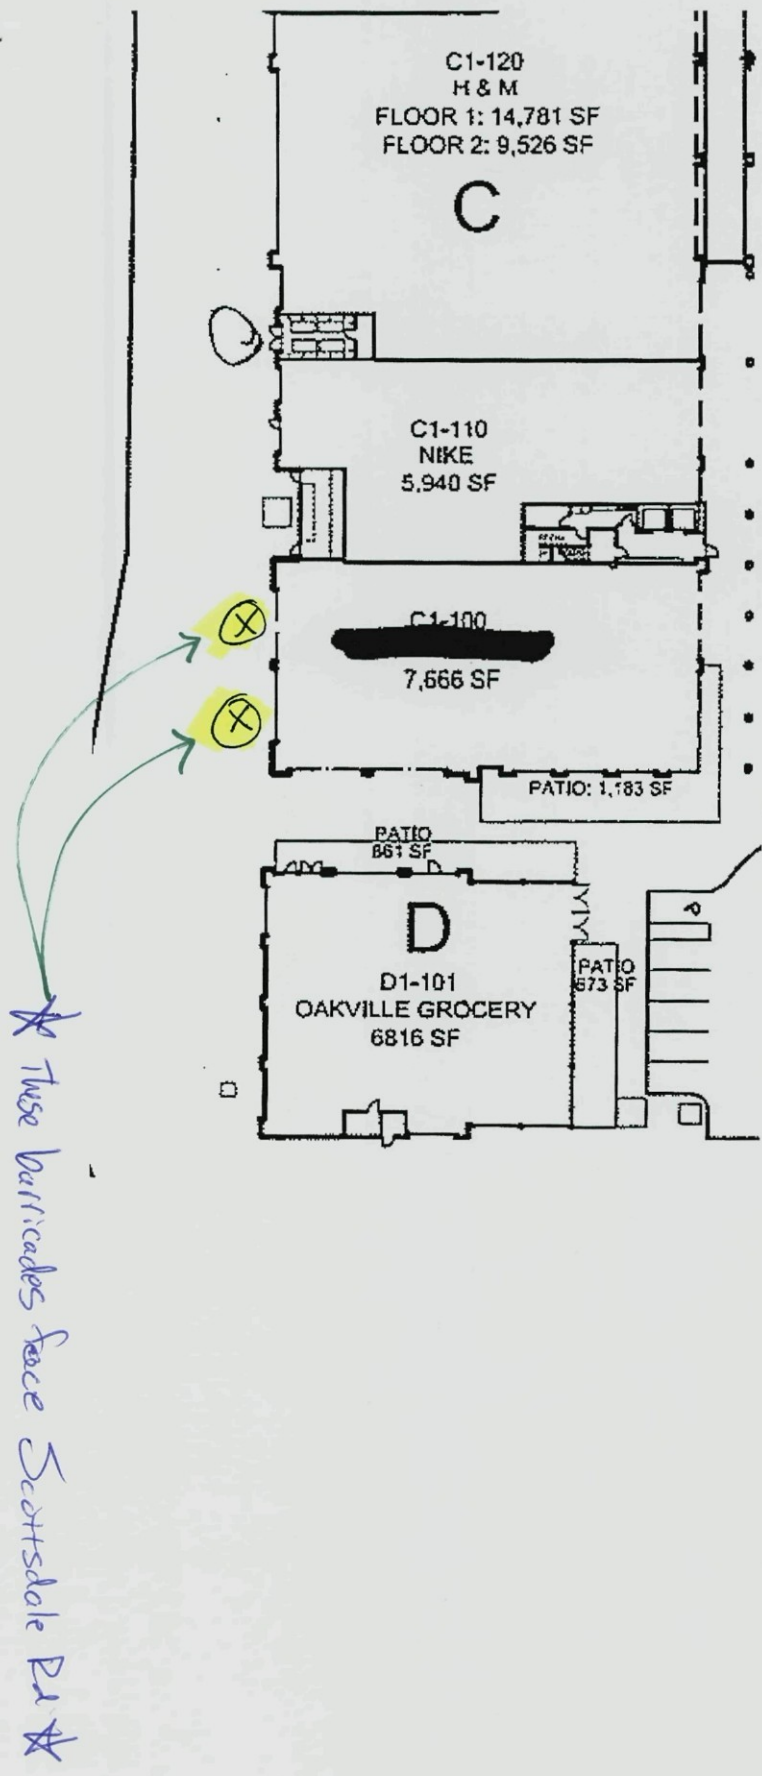 C1-120
H & M
FLOOR 1: 14,781 SF
FLOOR 2: 9,526 SF
C
C1-110
NIKE
5,940 SF
C1-100
7,666 SF
PATIO: 1,183 SF
PATIO
861 SF
D
D1-101
OAKVILLE GROCERY
6816 SF
PATIO
673 SF
These barricades face Scottsdale Rd